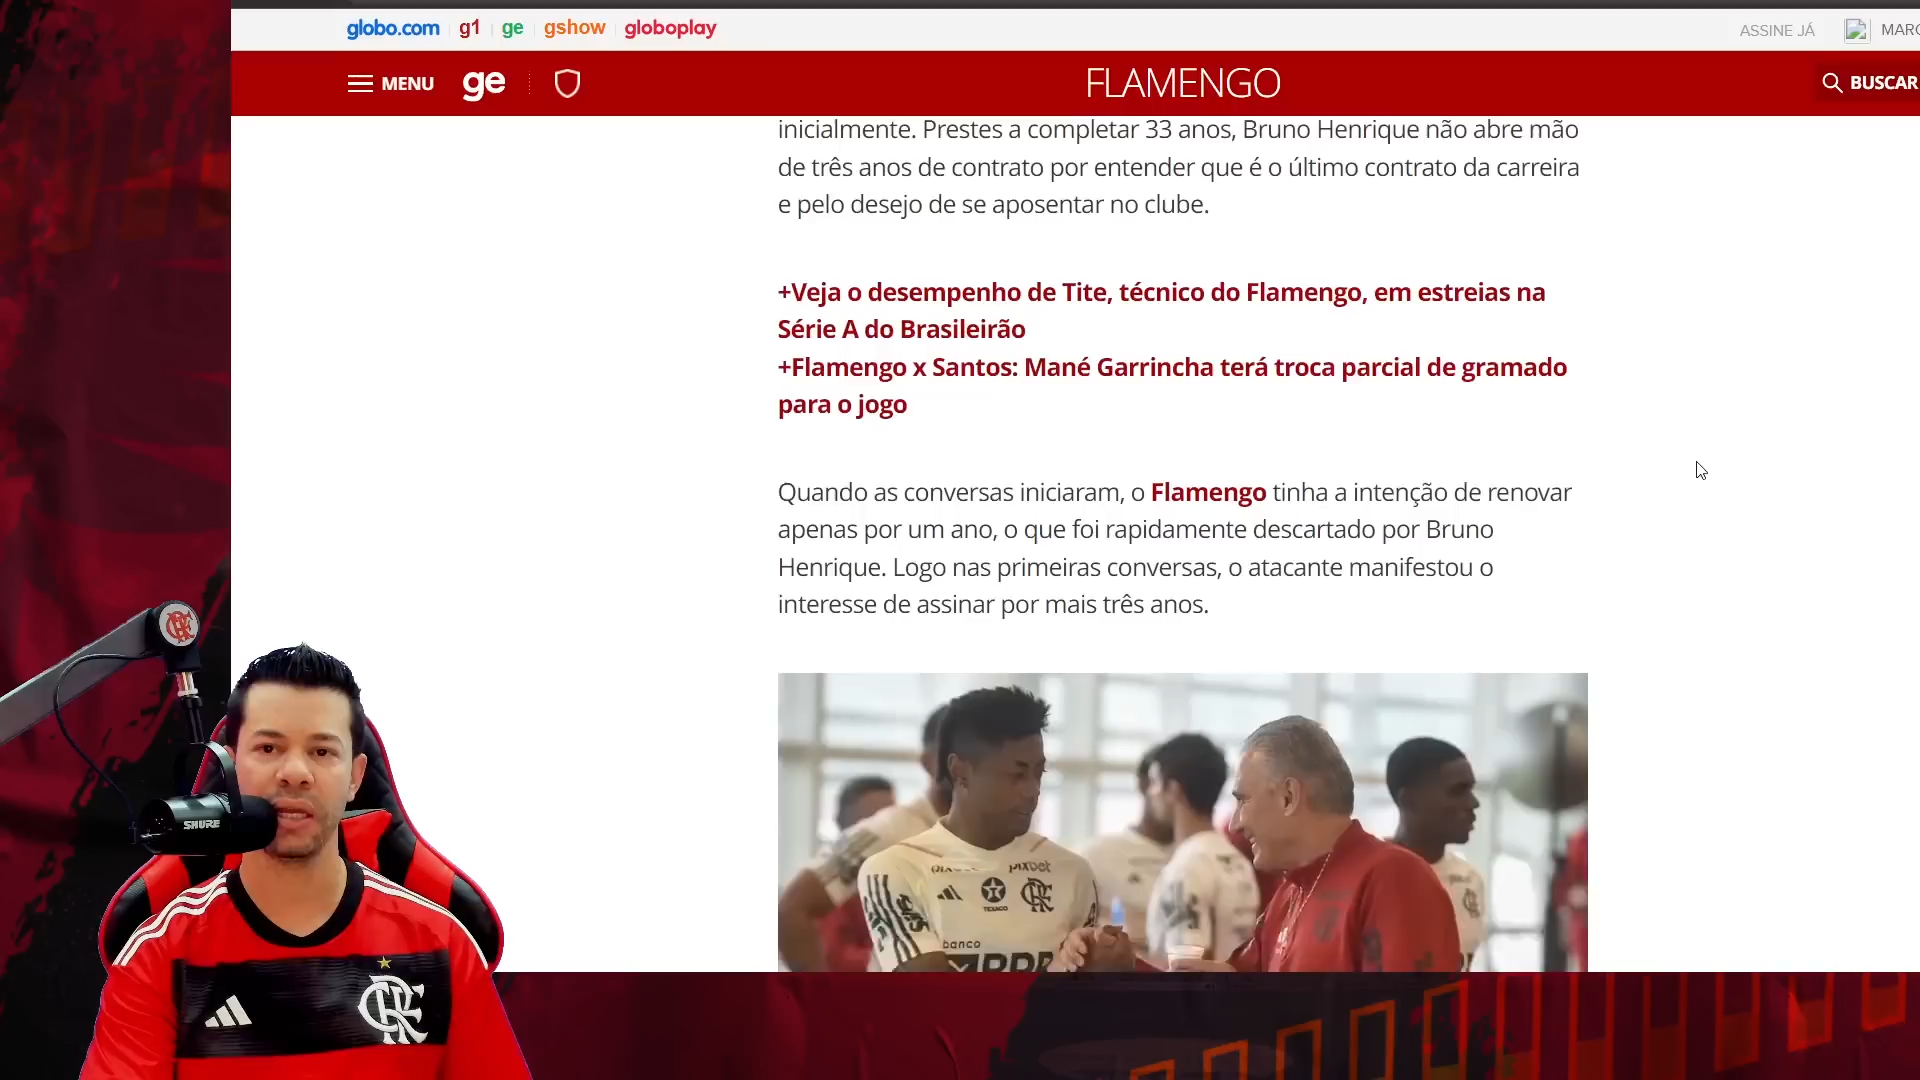 globo.com g1 ge gshow globoplay ASSINE JÁ MARC
MENU ge FLAMENGO BUSCAR
inicialmente. Prestes a completar 33 anos, Bruno Henrique não abre mão
de três anos de contrato por entender que é o último contrato da carreira
e pelo desejo de se aposentar no clube.
+Veja o desempenho de Tite, técnico do Flamengo, em estreias na
Série A do Brasileirão
+Flamengo x Santos: Mané Garrincha terá troca parcial de gramado
para o jogo
Quando as conversas iniciaram, o Flamengo tinha a intenção de renovar
apenas por um ano, o que foi rapidamente descartado por Bruno
Henrique. Logo nas primeiras conversas, o atacante manifestou o
interesse de assinar por mais três anos.
pixbet
TEXACO
banco
SHURE